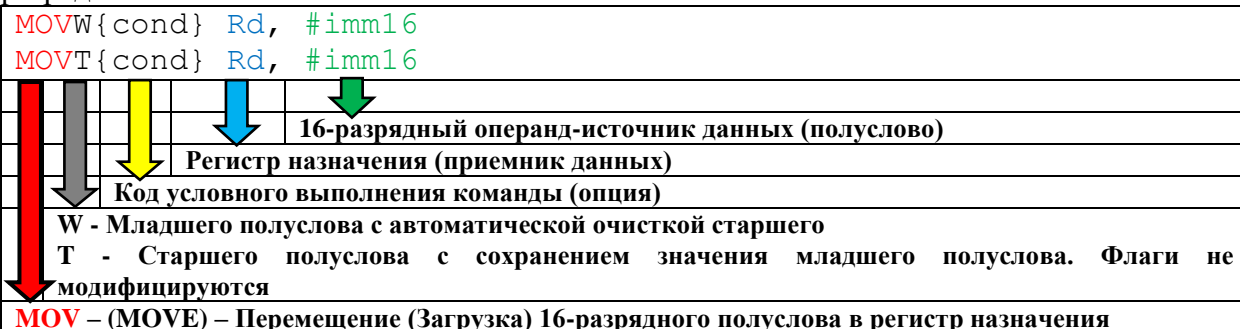 MOVW{cond} Rd, #imm16
MOVT{cond} Rd, #imm16
16-разрядный операнд-источник данных (полуслово)
Регистр назначения (приемник данных)
Код условного выполнения команды (опция)
W - Младшего полуслова с автоматической очисткой старшего
T - Старшего полуслова с сохранением значения младшего полуслова. Флаги не
модифицируются
MOV – (MOVE) – Перемещение (Загрузка) 16-разрядного полуслова в регистр назначения